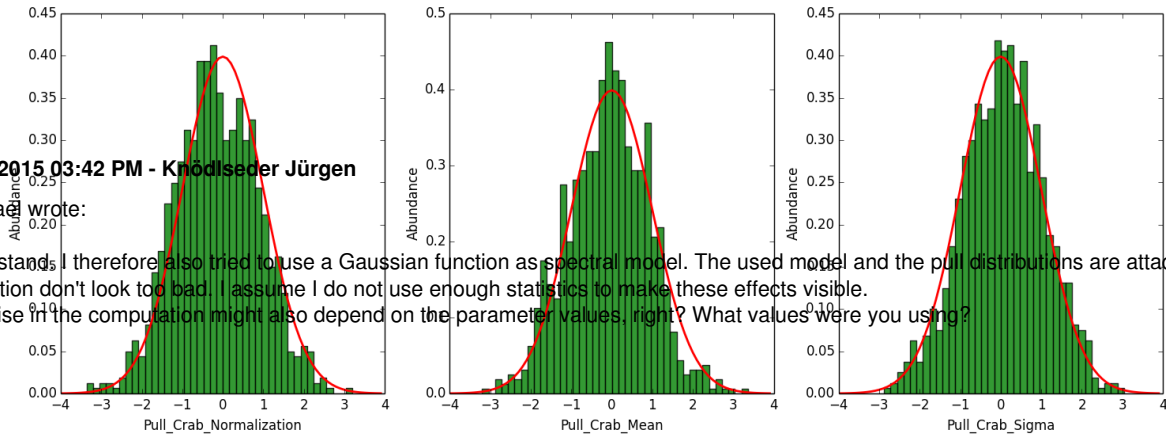 2015 03:42 PM - Knödlseder Jürgen
wrote:
I therefore also tried to use a Gaussian function as spectral model. The used model and the pull distributions are
don't look too bad. I assume I do not use enough statistics to make these effects visible.
in the computation might also depend on the parameter values, right? What values were you using?
0.45
0.40
0.35
0.30
0.25
0.20
0.15
0.10
0.05
0.00
−4 −3 −2 −1 0 1 2 3 4
Abundance
Pull_Crab_Normalization
0.5
0.4
0.3
0.2
0.1
0.0
−4 −3 −2 −1 0 1 2 3 4
Abundance
Pull_Crab_Mean
0.45
0.40
0.35
0.30
0.25
0.20
0.15
0.10
0.05
0.00
−4 −3 −2 −1 0 1 2 3 4
Abundance
Pull_Crab_Sigma